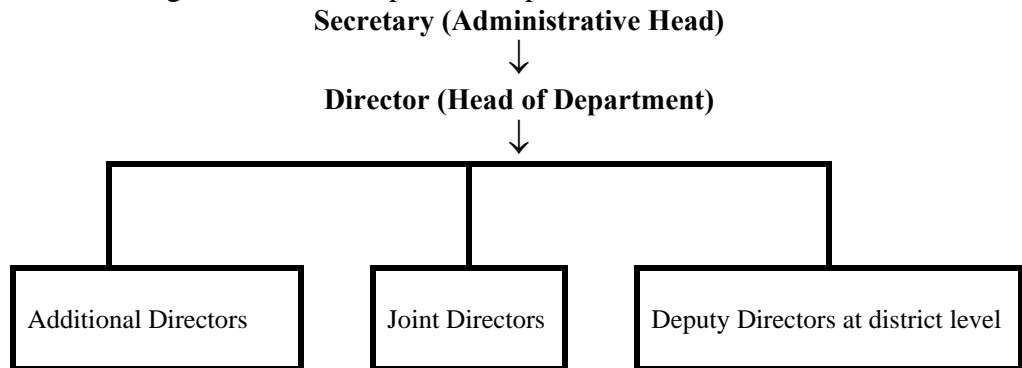 Secretary (Administrative Head)
↓
Director (Head of Department)
↓
Additional Directors
Joint Directors
Deputy Directors at district level